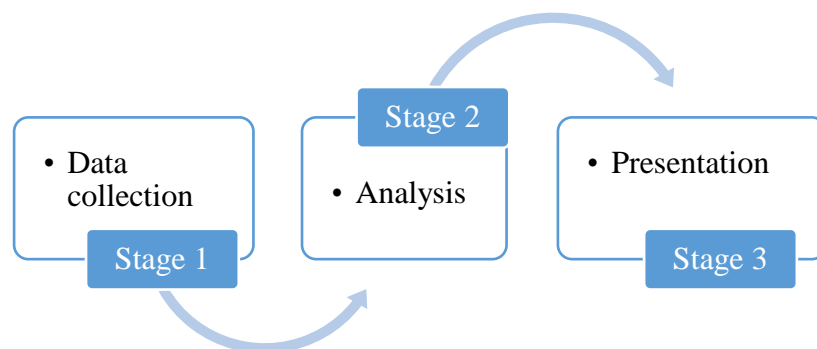 • Data
collection
Stage 1
Stage 2
• Analysis
• Presentation
Stage 3